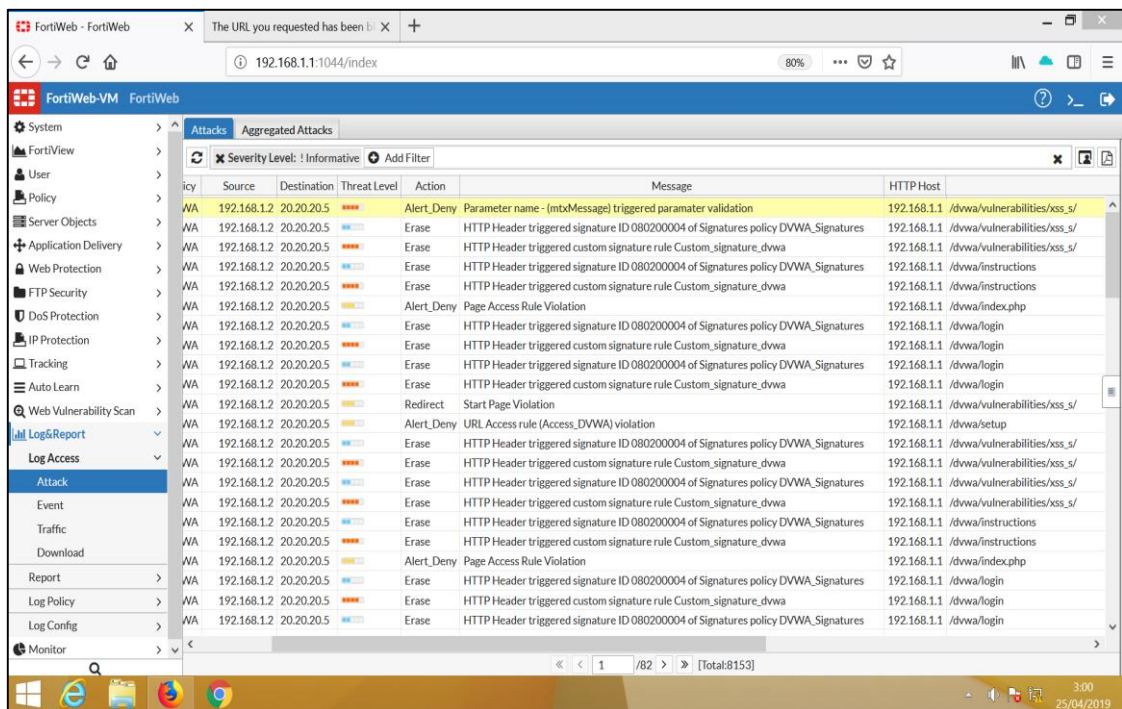 FortiWeb - FortiWeb
The URL you requested has been bl
192.168.1.1:1044/index
80%
FortiWeb-VM FortiWeb
System
FortiView
User
Policy
Server Objects
Application Delivery
Web Protection
FTP Security
DoS Protection
IP Protection
Tracking
Auto Learn
Web Vulnerability Scan
Log&Report
Log Access
Attack
Event
Traffic
Download
Report
Log Policy
Log Config
Monitor
Attacks Aggregated Attacks
Severity Level: ! Informative Add Filter
icy Source Destination Threat Level Action Message HTTP Host
WA 192.168.1.2 20.20.20.5 Alert_Deny Parameter name - (mtxMessage) triggered paramater validation 192.168.1.1 /dvwa/vulnerabilities/xss_s/
WA 192.168.1.2 20.20.20.5 Erase HTTP Header triggered signature ID 080200004 of Signatures policy DVWA_Signatures 192.168.1.1 /dvwa/vulnerabilities/xss_s/
WA 192.168.1.2 20.20.20.5 Erase HTTP Header triggered custom signature rule Custom_signature_dvwa 192.168.1.1 /dvwa/vulnerabilities/xss_s/
WA 192.168.1.2 20.20.20.5 Erase HTTP Header triggered signature ID 080200004 of Signatures policy DVWA_Signatures 192.168.1.1 /dvwa/instructions
WA 192.168.1.2 20.20.20.5 Erase HTTP Header triggered custom signature rule Custom_signature_dvwa 192.168.1.1 /dvwa/instructions
WA 192.168.1.2 20.20.20.5 Alert_Deny Page Access Rule Violation 192.168.1.1 /dvwa/index.php
WA 192.168.1.2 20.20.20.5 Erase HTTP Header triggered signature ID 080200004 of Signatures policy DVWA_Signatures 192.168.1.1 /dvwa/login
WA 192.168.1.2 20.20.20.5 Erase HTTP Header triggered custom signature rule Custom_signature_dvwa 192.168.1.1 /dvwa/login
WA 192.168.1.2 20.20.20.5 Erase HTTP Header triggered signature ID 080200004 of Signatures policy DVWA_Signatures 192.168.1.1 /dvwa/login
WA 192.168.1.2 20.20.20.5 Erase HTTP Header triggered custom signature rule Custom_signature_dvwa 192.168.1.1 /dvwa/login
WA 192.168.1.2 20.20.20.5 Redirect Start Page Violation 192.168.1.1 /dvwa/vulnerabilities/xss_s/
WA 192.168.1.2 20.20.20.5 Alert_Deny URL Access rule (Access_DVWA) violation 192.168.1.1 /dvwa/setup
WA 192.168.1.2 20.20.20.5 Erase HTTP Header triggered signature ID 080200004 of Signatures policy DVWA_Signatures 192.168.1.1 /dvwa/vulnerabilities/xss_s/
WA 192.168.1.2 20.20.20.5 Erase HTTP Header triggered custom signature rule Custom_signature_dvwa 192.168.1.1 /dvwa/vulnerabilities/xss_s/
WA 192.168.1.2 20.20.20.5 Erase HTTP Header triggered signature ID 080200004 of Signatures policy DVWA_Signatures 192.168.1.1 /dvwa/vulnerabilities/xss_s/
WA 192.168.1.2 20.20.20.5 Erase HTTP Header triggered custom signature rule Custom_signature_dvwa 192.168.1.1 /dvwa/vulnerabilities/xss_s/
WA 192.168.1.2 20.20.20.5 Erase HTTP Header triggered signature ID 080200004 of Signatures policy DVWA_Signatures 192.168.1.1 /dvwa/instructions
WA 192.168.1.2 20.20.20.5 Erase HTTP Header triggered custom signature rule Custom_signature_dvwa 192.168.1.1 /dvwa/instructions
WA 192.168.1.2 20.20.20.5 Alert_Deny Page Access Rule Violation 192.168.1.1 /dvwa/index.php
WA 192.168.1.2 20.20.20.5 Erase HTTP Header triggered signature ID 080200004 of Signatures policy DVWA_Signatures 192.168.1.1 /dvwa/login
WA 192.168.1.2 20.20.20.5 Erase HTTP Header triggered custom signature rule Custom_signature_dvwa 192.168.1.1 /dvwa/login
WA 192.168.1.2 20.20.20.5 Erase HTTP Header triggered signature ID 080200004 of Signatures policy DVWA_Signatures 192.168.1.1 /dvwa/login
1 /82 [Total:8153]
3:00
25/04/2019